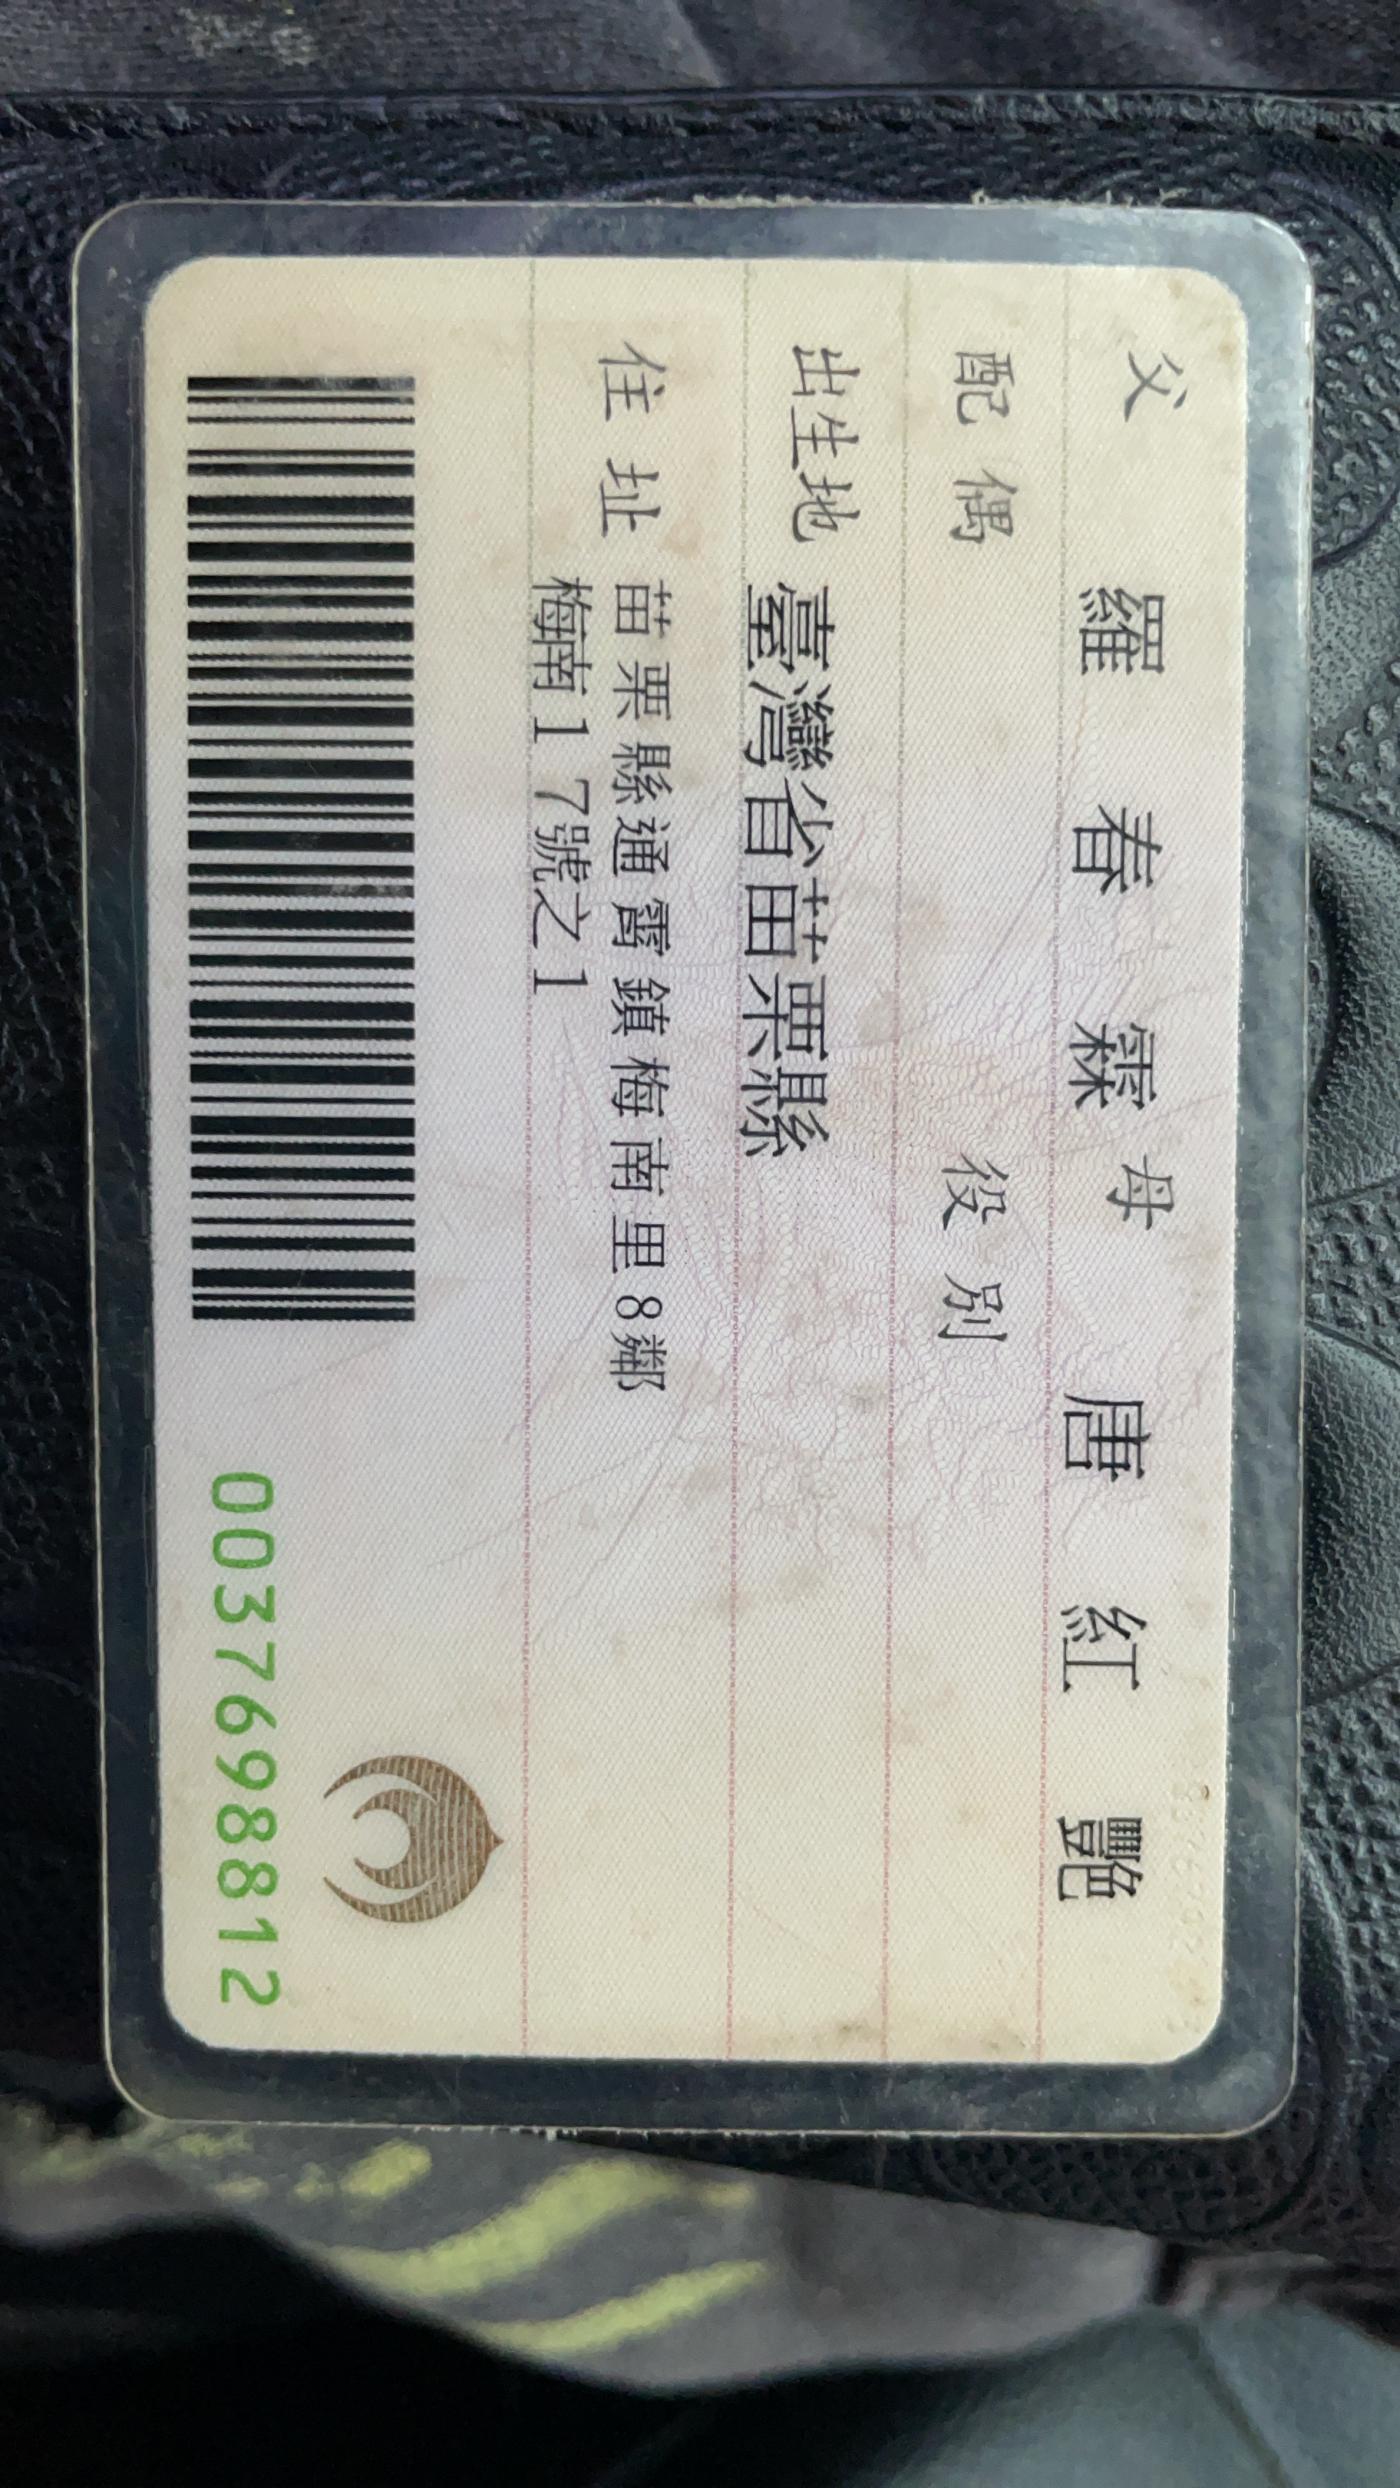 父 羅春霖 母 唐紅艷
配偶 役別
出生地 臺灣省苗栗縣
住址 苗栗縣通霄鎮梅南里8鄰
梅南17號之1
0037698812